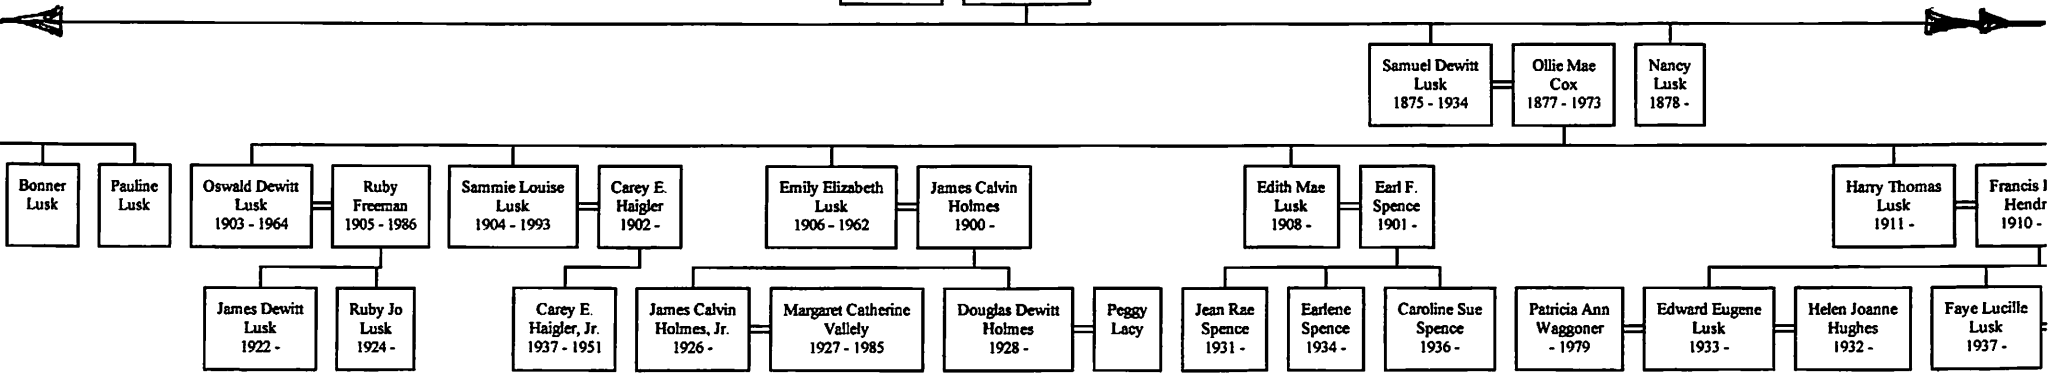 Samuel Dewitt
Lusk
1875 - 1934
Ollie Mae
Cox
1877 - 1973
Nancy
Lusk
1878 -
Bonner
Lusk
Pauline
Lusk
Oswald Dewitt
Lusk
1903 - 1964
Ruby
Freeman
1905 - 1986
Sammie Louise
Lusk
1904 - 1993
Carey E.
Haigler
1902 -
Emily Elizabeth
Lusk
1906 - 1962
James Calvin
Holmes
1900 -
Edith Mae
Lusk
1908 -
Earl F.
Spence
1901 -
Harry Thomas
Lusk
1911 -
Francis
Hendr
1910 -
James Dewitt
Lusk
1922 -
Ruby Jo
Lusk
1924 -
Carey E.
Haigler, Jr.
1937 - 1951
James Calvin
Holmes, Jr.
1926 -
Margaret Catherine
Vallely
1927 - 1985
Douglas Dewitt
Holmes
1928 -
Peggy
Lacy
Jean Rae
Spence
1931 -
Earlene
Spence
1934 -
Caroline Sue
Spence
1936 -
Patricia Ann
Waggoner
- 1979
Edward Eugene
Lusk
1933 -
Helen Joanne
Hughes
1932 -
Faye Lucille
Lusk
1937 -